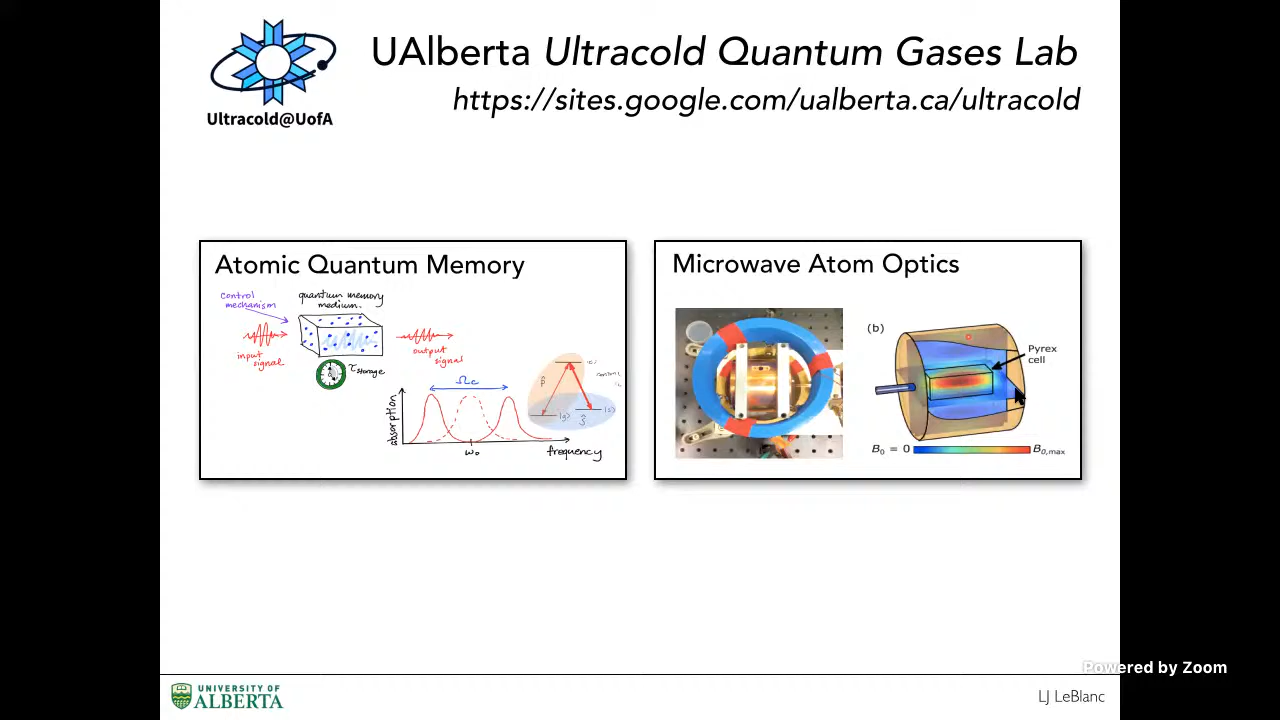 UAlberta Ultracold Quantum Gases Lab
https://sites.google.com/ualberta.ca/ultracold
Ultracold@UofA
Atomic Quantum Memory
control
mechanism
quantum memory
medium.
input
signal
output
signal
τstorage
Ωc
absorption
ω₀
frequency
|g⟩
|s⟩
Microwave Atom Optics
(b)
Pyrex
cell
B₀ = 0
B₀,max
Powered by Zoom
UNIVERSITY OF
ALBERTA
LJ LeBlanc